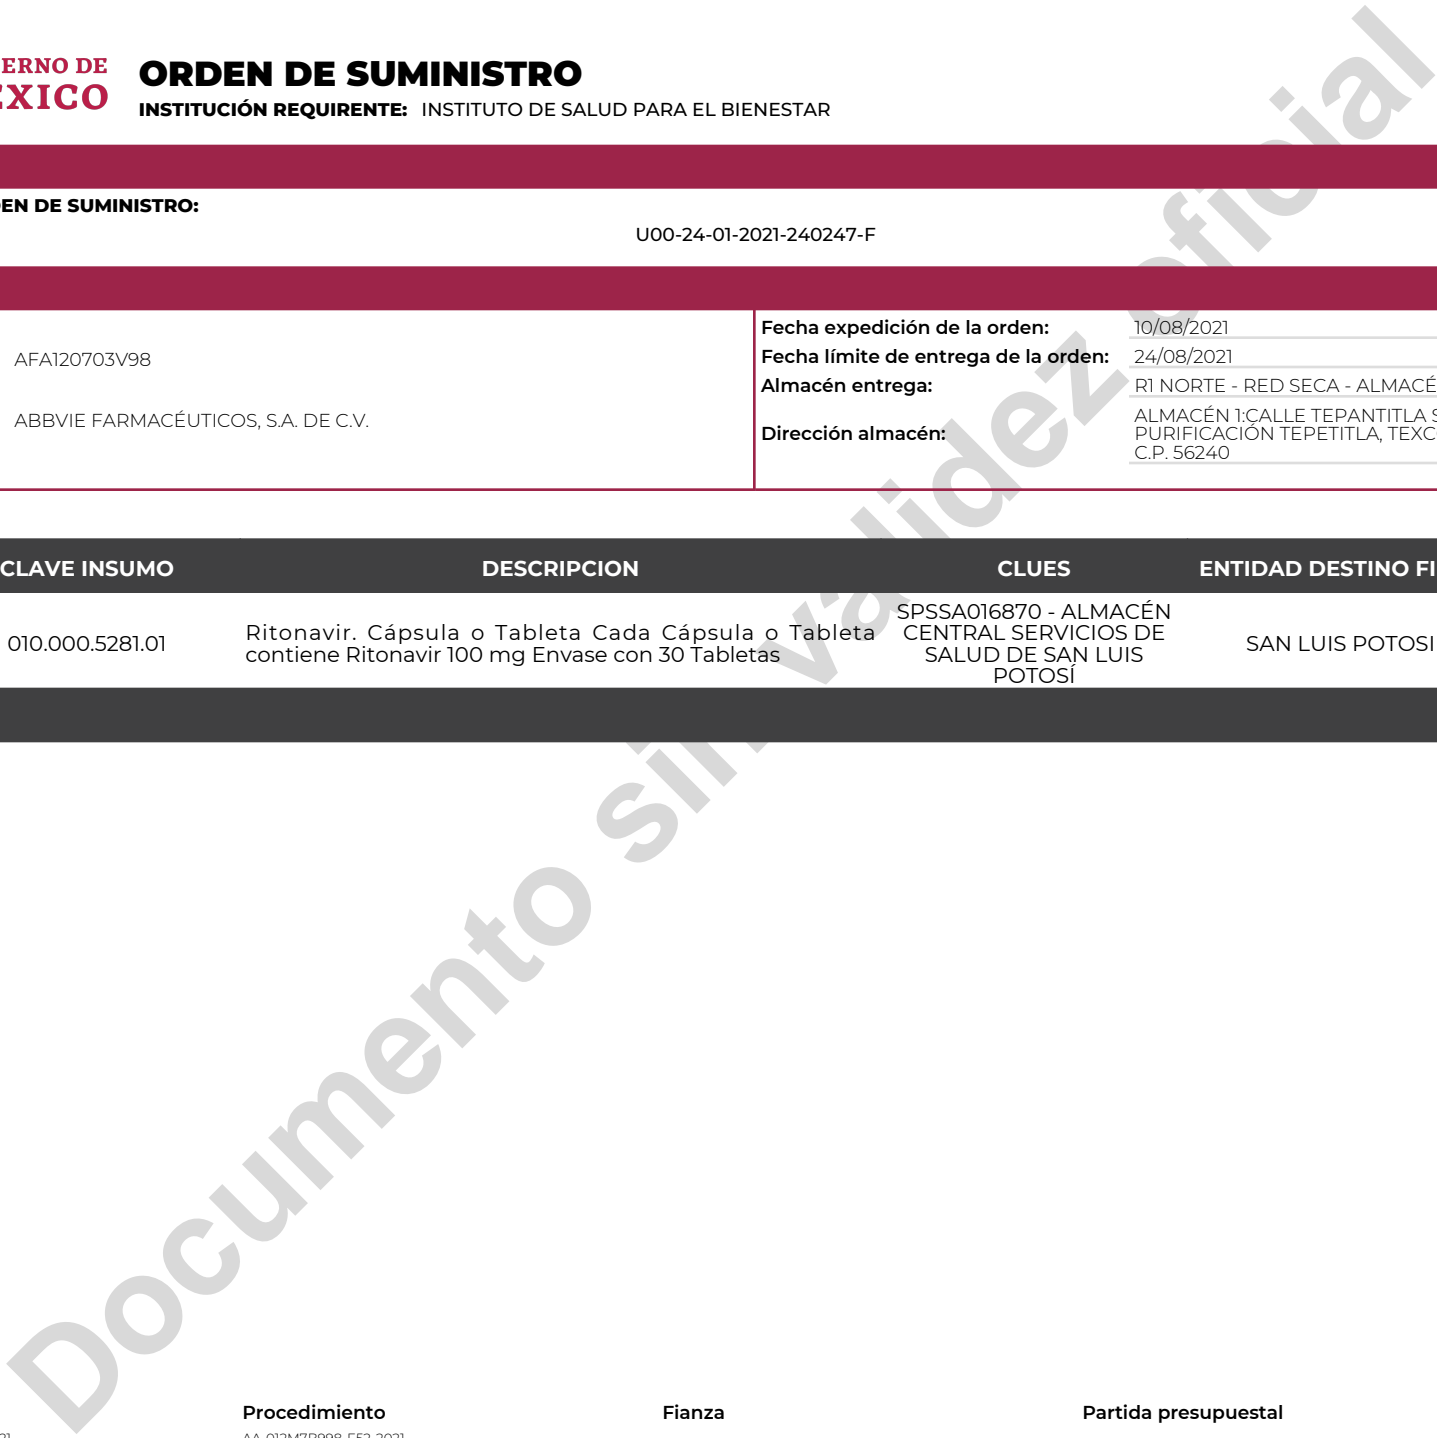 ERNO DE
EXICO
ORDEN DE SUMINISTRO
INSTITUCIÓN REQUIRENTE: INSTITUTO DE SALUD PARA EL BIENESTAR
EN DE SUMINISTRO:
U00-24-01-2021-240247-F
AFA120703V98
ABBVIE FARMACÉUTICOS, S.A. DE C.V.
Fecha expedición de la orden: 10/08/2021
Fecha límite de entrega de la orden: 24/08/2021
Almacén entrega: R1 NORTE - RED SECA - ALMACÉ
Dirección almacén: ALMACÉN 1:CALLE TEPANTITLA S
PURIFICACIÓN TEPETITLA, TEXC
C.P. 56240
CLAVE INSUMO DESCRIPCION CLUES ENTIDAD DESTINO FI
010.000.5281.01
Ritonavir. Cápsula o Tableta Cada Cápsula o Tableta
contiene Ritonavir 100 mg Envase con 30 Tabletas
SPSSA016870 - ALMACÉN
CENTRAL SERVICIOS DE
SALUD DE SAN LUIS
POTOSÍ
SAN LUIS POTOSI
Documento sin validez oficial
Procedimiento Fianza Partida presupuestal